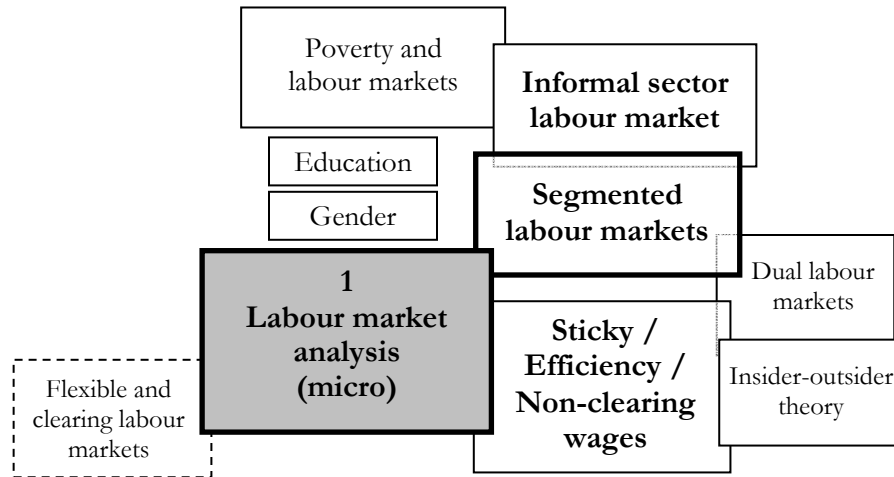 Poverty and
labour markets
Informal sector
labour market
Education
Gender
Segmented
labour markets
Dual labour
markets
1
Labour market
analysis
(micro)
Sticky /
Efficiency /
Non-clearing
wages
Insider-outsider
theory
Flexible and
clearing labour
markets